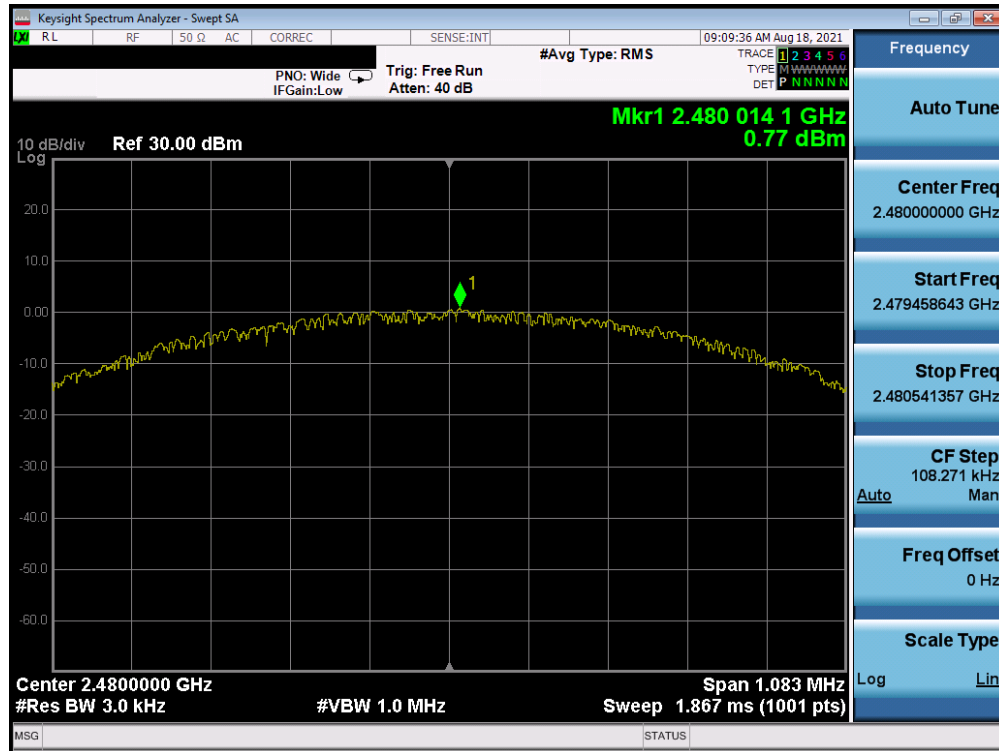 Keysight Spectrum Analyzer - Swept SA
LXI RL RF 50 Ω AC CORREC SENSE:INT 09:09:36 AM Aug 18, 2021
#Avg Type: RMS TRACE 1 2 3 4 5 6
PNO: Wide Trig: Free Run TYPE M WWWWW
IFGain:Low Atten: 40 dB DET P N N N N N
Mkr1 2.480 014 1 GHz
0.77 dBm
10 dB/div Ref 30.00 dBm
Log
20.0
10.0
1
0.00
-10.0
-20.0
-30.0
-40.0
-50.0
-60.0
Center 2.4800000 GHz Span 1.083 MHz
#Res BW 3.0 kHz #VBW 1.0 MHz Sweep 1.867 ms (1001 pts)
MSG STATUS
Frequency
Auto Tune
Center Freq
2.480000000 GHz
Start Freq
2.479458643 GHz
Stop Freq
2.480541357 GHz
CF Step
108.271 kHz
Auto Man
Freq Offset
0 Hz
Scale Type
Log Lin